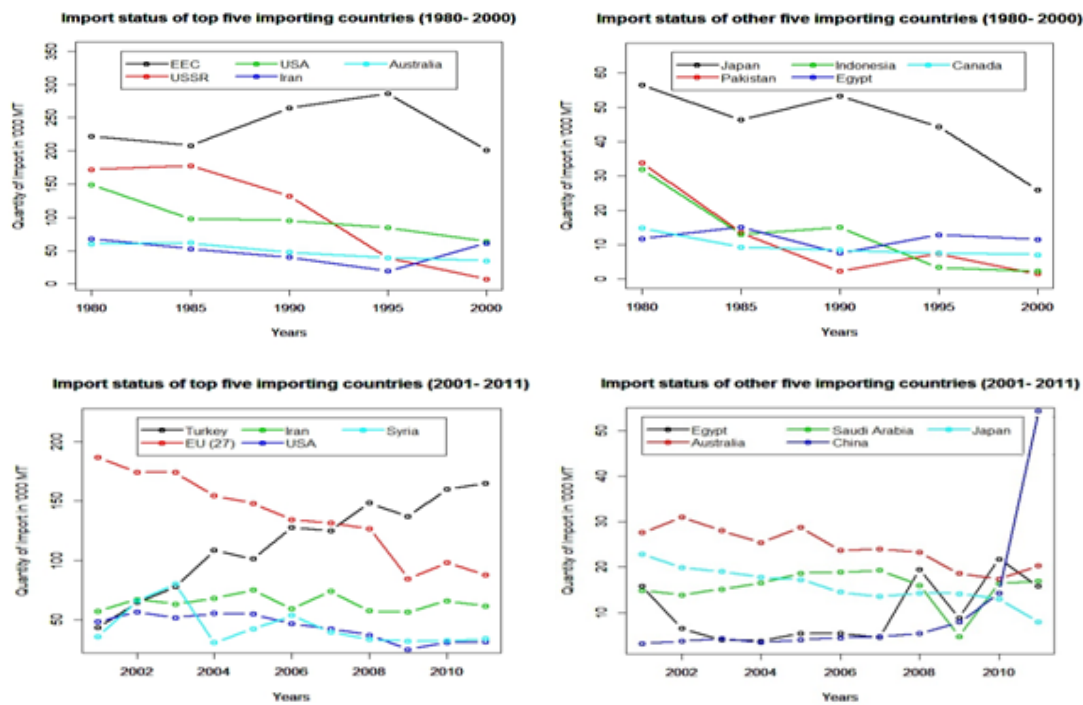 Import status of top five importing countries (1980- 2000)
Quantity of Import in '000 MT
350
300
250
200
150
100
50
0
EEC USA Australia
USSR Iran
1980 1985 1990 1995 2000
Years
Import status of other five importing countries (1980- 2000)
Quantity of Import in '000 MT
60
50
40
30
20
10
0
Japan Indonesia Canada
Pakistan Egypt
1980 1985 1990 1995 2000
Years
Import status of top five importing countries (2001- 2011)
Quantity of Import in '000 MT
200
150
100
50
Turkey Iran Syria
EU (27) USA
2002 2004 2006 2008 2010
Years
Import status of other five importing countries (2001- 2011)
Quantity of Import in '000 MT
50
40
30
20
10
Egypt Saudi Arabia Japan
Australia China
2002 2004 2006 2008 2010
Years